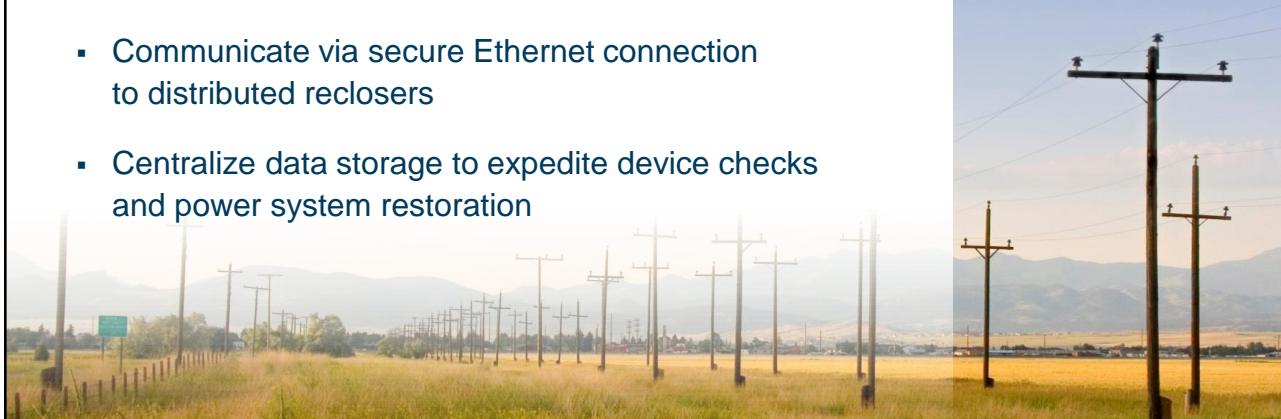 ▪ Communicate via secure Ethernet connection
to distributed reclosers
▪ Centralize data storage to expedite device checks
and power system restoration